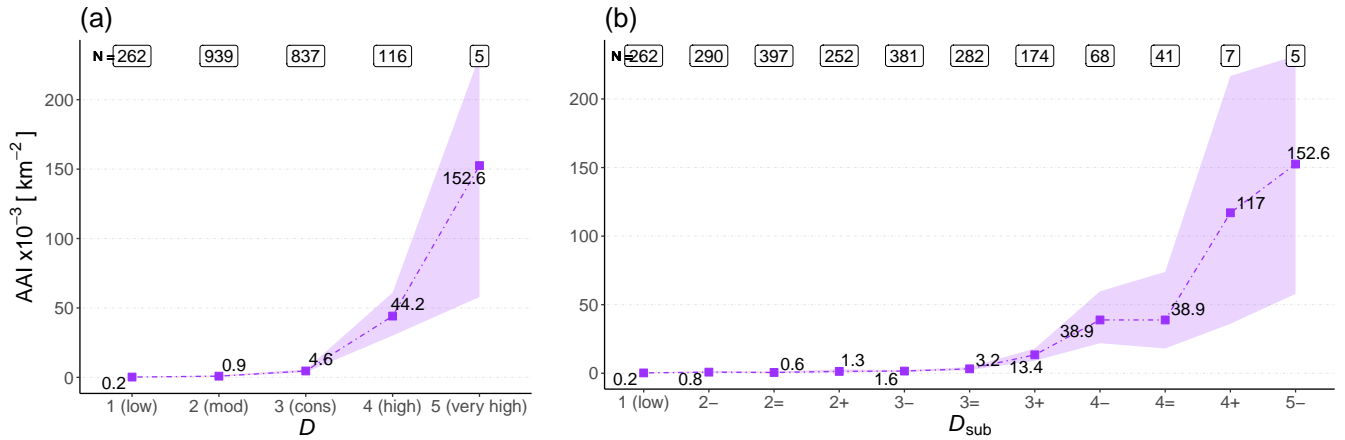 (a)
N = 262 939 837 116 5
200
150
100
50
0
AAI x10⁻³ [ km⁻² ]
0.2
0.9
4.6
44.2
152.6
1 (low) 2 (mod) 3 (cons) 4 (high) 5 (very high)
D
(b)
N = 262 290 397 252 381 282 174 68 41 7 5
200
150
100
50
0
0.2
0.8
0.6
1.3
1.6
3.2
13.4
38.9
38.9
117
152.6
1 (low) 2− 2= 2+ 3− 3= 3+ 4− 4= 4+ 5−
D_sub